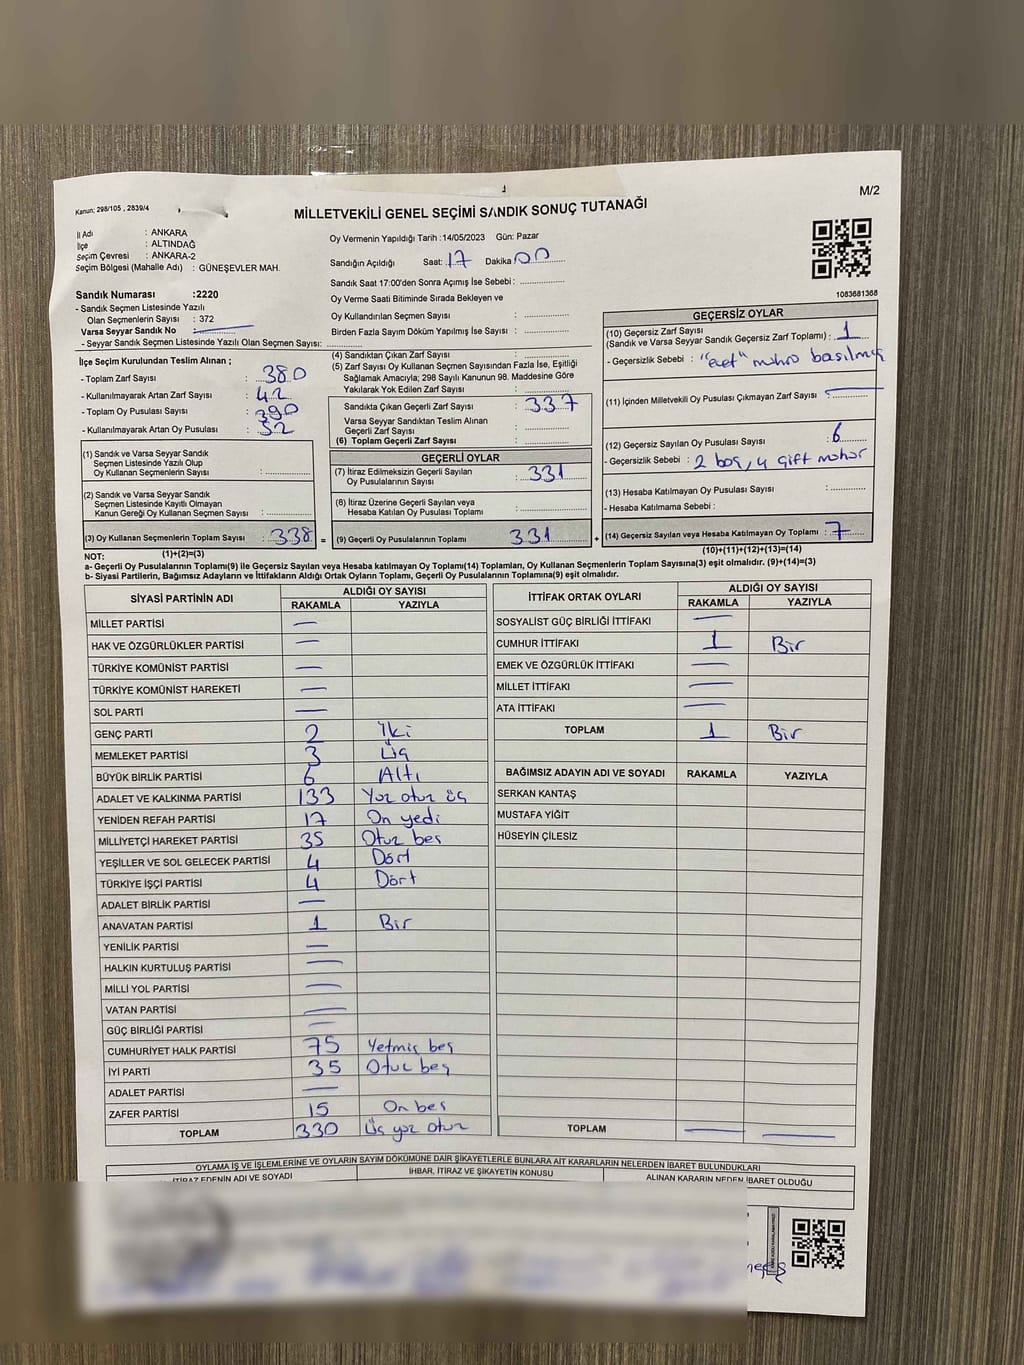 M/2
Kanun: 298/105 , 2839/4
MİLLETVEKİLİ GENEL SEÇİMİ SANDIK SONUÇ TUTANAĞI
İl Adı : ANKARA
İlçe : ALTINDAĞ
Seçim Çevresi : ANKARA-2
Seçim Bölgesi (Mahalle Adı) : GÜNEŞEVLER MAH.
Oy Vermenin Yapıldığı Tarih :14/05/2023 Gün: Pazar
Sandığın Açıldığı Saat: 17 Dakika 00
Sandık Saat 17:00'den Sonra Açımış İse Sebebi :
Oy Verme Saati Bitiminde Sırada Bekleyen ve
Oy Kullandırılan Seçmen Sayısı :
Birden Fazla Sayım Döküm Yapılmış İse Sayısı :
1083681368
Sandık Numarası :2220
- Sandık Seçmen Listesinde Yazılı
Olan Seçmenlerin Sayısı : 372
Varsa Seyyar Sandık No :
- Seyyar Sandık Seçmen Listesinde Yazılı Olan Seçmen Sayısı:
İlçe Seçim Kurulundan Teslim Alınan ;
- Toplam Zarf Sayısı : 380
- Kullanılmayarak Artan Zarf Sayısı : 42
- Toplam Oy Pusulası Sayısı : 390
- Kullanılmayarak Artan Oy Pusulası : 52
(1) Sandık ve Varsa Seyyar Sandık
Seçmen Listesinde Yazılı Olup
Oy Kullanan Seçmenlerin Sayısı :
(2) Sandık ve Varsa Seyyar Sandık
Seçmen Listesinde Kayıtlı Olmayan
Kanun Gereği Oy Kullanan Seçmen Sayısı :
(3) Oy Kullanan Seçmenlerin Toplam Sayısı : 338 =
(1)+(2)=(3)
(4) Sandıktan Çıkan Zarf Sayısı :
(5) Zarf Sayısı Oy Kullanan Seçmen Sayısından Fazla İse, Eşitliği
Sağlamak Amacıyla; 298 Sayılı Kanunun 98. Maddesine Göre
Yakılarak Yok Edilen Zarf Sayısı :
Sandıkta Çıkan Geçerli Zarf Sayısı : 337
Varsa Seyyar Sandıktan Teslim Alınan
Geçerli Zarf Sayısı :
(6) Toplam Geçerli Zarf Sayısı :
GEÇERLİ OYLAR
(7) İtiraz Edilmeksizin Geçerli Sayılan
Oy Pusulalarının Sayısı : 331
(8) İtiraz Üzerine Geçerli Sayılan veya
Hesaba Katılan Oy Pusulası Toplamı :
(9) Geçerli Oy Pusulalarının Toplamı : 331 +
GEÇERSİZ OYLAR
(10) Geçersiz Zarf Sayısı
(Sandık ve Varsa Seyyar Sandık Geçersiz Zarf Toplamı) : 1
- Geçersizlik Sebebi : "evet" mührü basılmış
(11) İçinden Milletvekili Oy Pusulası Çıkmayan Zarf Sayısı :
(12) Geçersiz Sayılan Oy Pusulası Sayısı : 6
- Geçersizlik Sebebi : 2 boş, 4 çift mühür
(13) Hesaba Katılmayan Oy Pusulası Sayısı :
- Hesaba Katılmama Sebebi :
(14) Geçersiz Sayılan veya Hesaba Katılmayan Oy Toplamı : 7
(10)+(11)+(12)+(13)=(14)
NOT:
a- Geçerli Oy Pusulalarının Toplamı(9) ile Geçersiz Sayılan veya Hesaba Katılmayan Oy Toplamı(14) Toplamları, Oy Kullanan Seçmenlerin Toplam Sayısına(3) eşit olmalıdır. (9)+(14)=(3)
b- Siyasi Partilerin, Bağımsız Adayların ve İttifakların Aldığı Ortak Oyların Toplamı, Geçerli Oy Pusulalarının Toplamına(9) eşit olmalıdır.
SİYASİ PARTİNİN ADI ALDIĞI OY SAYISI
RAKAMLA YAZIYLA
MİLLET PARTİSİ —
HAK VE ÖZGÜRLÜKLER PARTİSİ —
TÜRKİYE KOMÜNİST PARTİSİ —
TÜRKİYE KOMÜNİST HAREKETİ —
SOL PARTİ —
GENÇ PARTİ 2 İki
MEMLEKET PARTİSİ 3 Üç
BÜYÜK BİRLİK PARTİSİ 6 Altı
ADALET VE KALKINMA PARTİSİ 133 Yüz otuz üç
YENİDEN REFAH PARTİSİ 17 On yedi
MİLLİYETÇİ HAREKET PARTİSİ 35 Otuz beş
YEŞİLLER VE SOL GELECEK PARTİSİ 4 Dört
TÜRKİYE İŞÇİ PARTİSİ 4 Dört
ADALET BİRLİK PARTİSİ —
ANAVATAN PARTİSİ 1 Bir
YENİLİK PARTİSİ —
HALKIN KURTULUŞ PARTİSİ —
MİLLİ YOL PARTİSİ —
VATAN PARTİSİ —
GÜÇ BİRLİĞİ PARTİSİ —
CUMHURİYET HALK PARTİSİ 75 Yetmiş beş
İYİ PARTİ 35 Otuz beş
ADALET PARTİSİ —
ZAFER PARTİSİ 15 On beş
TOPLAM 330 Üç yüz otuz
İTTİFAK ORTAK OYLARI ALDIĞI OY SAYISI
RAKAMLA YAZIYLA
SOSYALİST GÜÇ BİRLİĞİ İTTİFAKI —
CUMHUR İTTİFAKI 1 Bir
EMEK VE ÖZGÜRLÜK İTTİFAKI —
MİLLET İTTİFAKI —
ATA İTTİFAKI —
TOPLAM 1 Bir
BAĞIMSIZ ADAYIN ADI VE SOYADI RAKAMLA YAZIYLA
SERKAN KANTAŞ
MUSTAFA YİĞİT
HÜSEYİN ÇİLESİZ
TOPLAM — —
OYLAMA İŞ VE İŞLEMLERİNE VE OYLARIN SAYIM DÖKÜMÜNE DAİR ŞİKAYETLERLE BUNLARA AİT KARARLARIN NELERDEN İBARET BULUNDUKLARI
İTİRAZ EDENİN ADI VE SOYADI İHBAR, İTİRAZ VE ŞİKAYETİN KONUSU ALINAN KARARIN NEDEN İBARET OLDUĞU